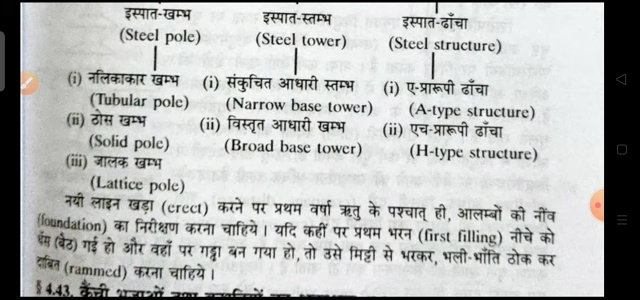 इस्पात-खम्भ इस्पात-स्तम्भ इस्पात-ढाँचा
(Steel pole) (Steel tower) (Steel structure)
(i) नलिकाकार खम्भ (i) संकुचित आधारी स्तम्भ (i) ए-प्रारूपी ढाँचा
(Tubular pole) (Narrow base tower) (A-type structure)
(ii) ठोस खम्भ (ii) विस्तृत आधारी खम्भ (ii) एच-प्रारूपी ढाँचा
(Solid pole) (Broad base tower) (H-type structure)
(iii) जालक खम्भ
(Lattice pole)
नयी लाइन खड़ा (erect) करने पर प्रथम वर्षा ऋतु के पश्चात् ही, आलम्बों की नींव
(foundation) का निरीक्षण करना चाहिये । यदि कहीं पर प्रथम भरन (first filling) नीचे को
धंस (बैठ) गई हो और वहाँ पर गड्ढा बन गया हो, तो उसे मिट्टी से भरकर, भली-भाँति ठोक कर
दाबित (rammed) करना चाहिये ।
§ 4.43. कैंची भुजाओं तथा